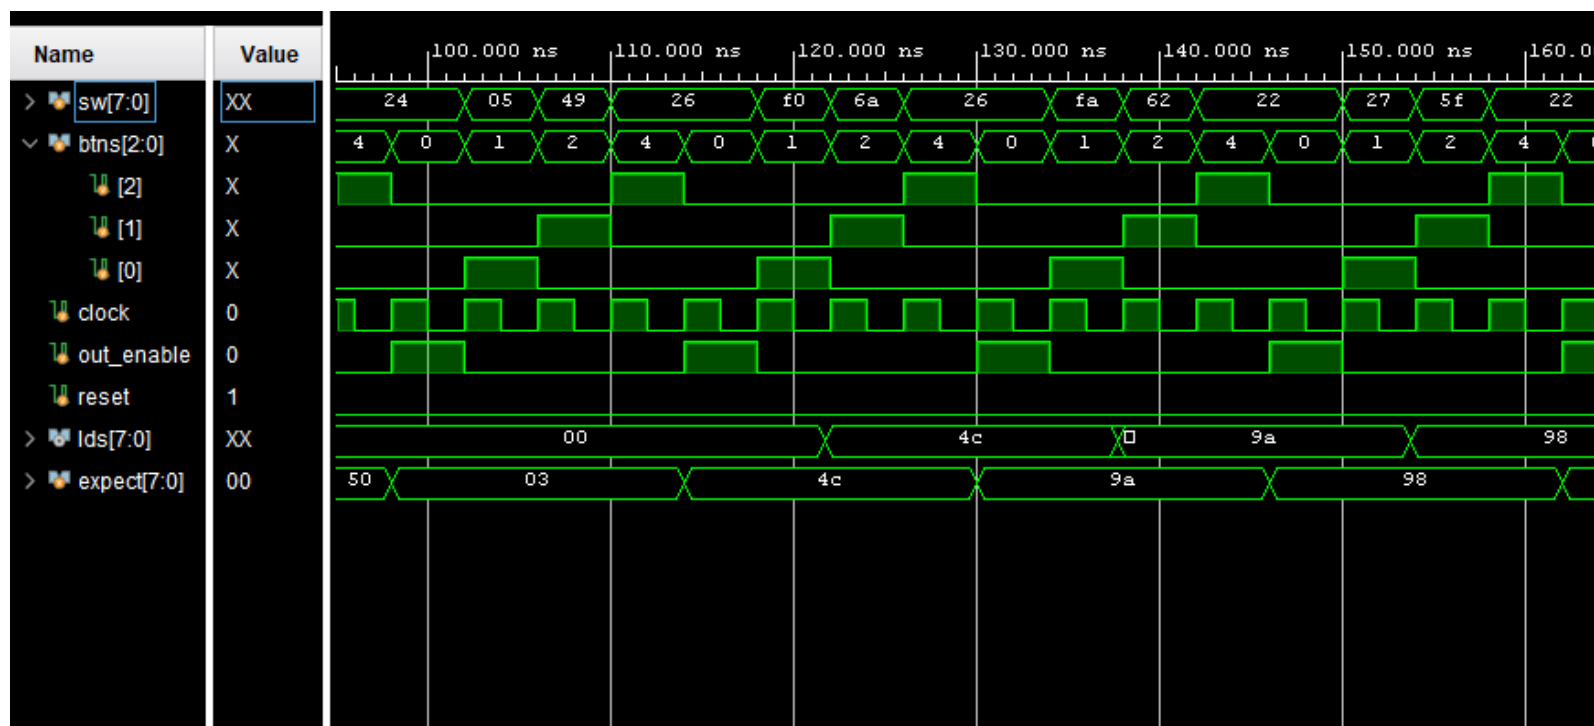 Name Value 100.000 ns 110.000 ns 120.000 ns 130.000 ns 140.000 ns 150.000 ns 160.0
> sw[7:0] XX 24 05 49 26 f0 6a 26 fa 62 22 27 5f 22
btns[2:0] X 4 0 1 2 4 0 1 2 4 0 1 2 4 0 1 2 4
[2] X
[1] X
[0] X
clock 0
out_enable 0
reset 1
> lds[7:0] XX 00 4c 9a 98
> expect[7:0] 00 50 03 4c 9a 98